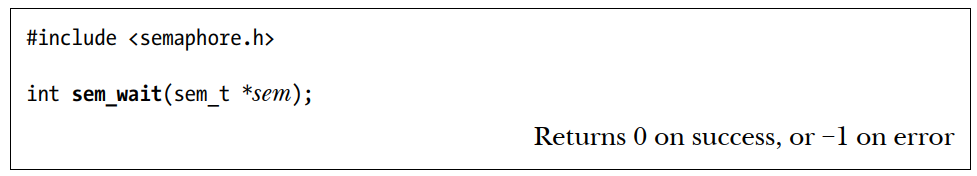 #include <semaphore.h>
int sem_wait(sem_t *sem);
Returns 0 on success, or –1 on error